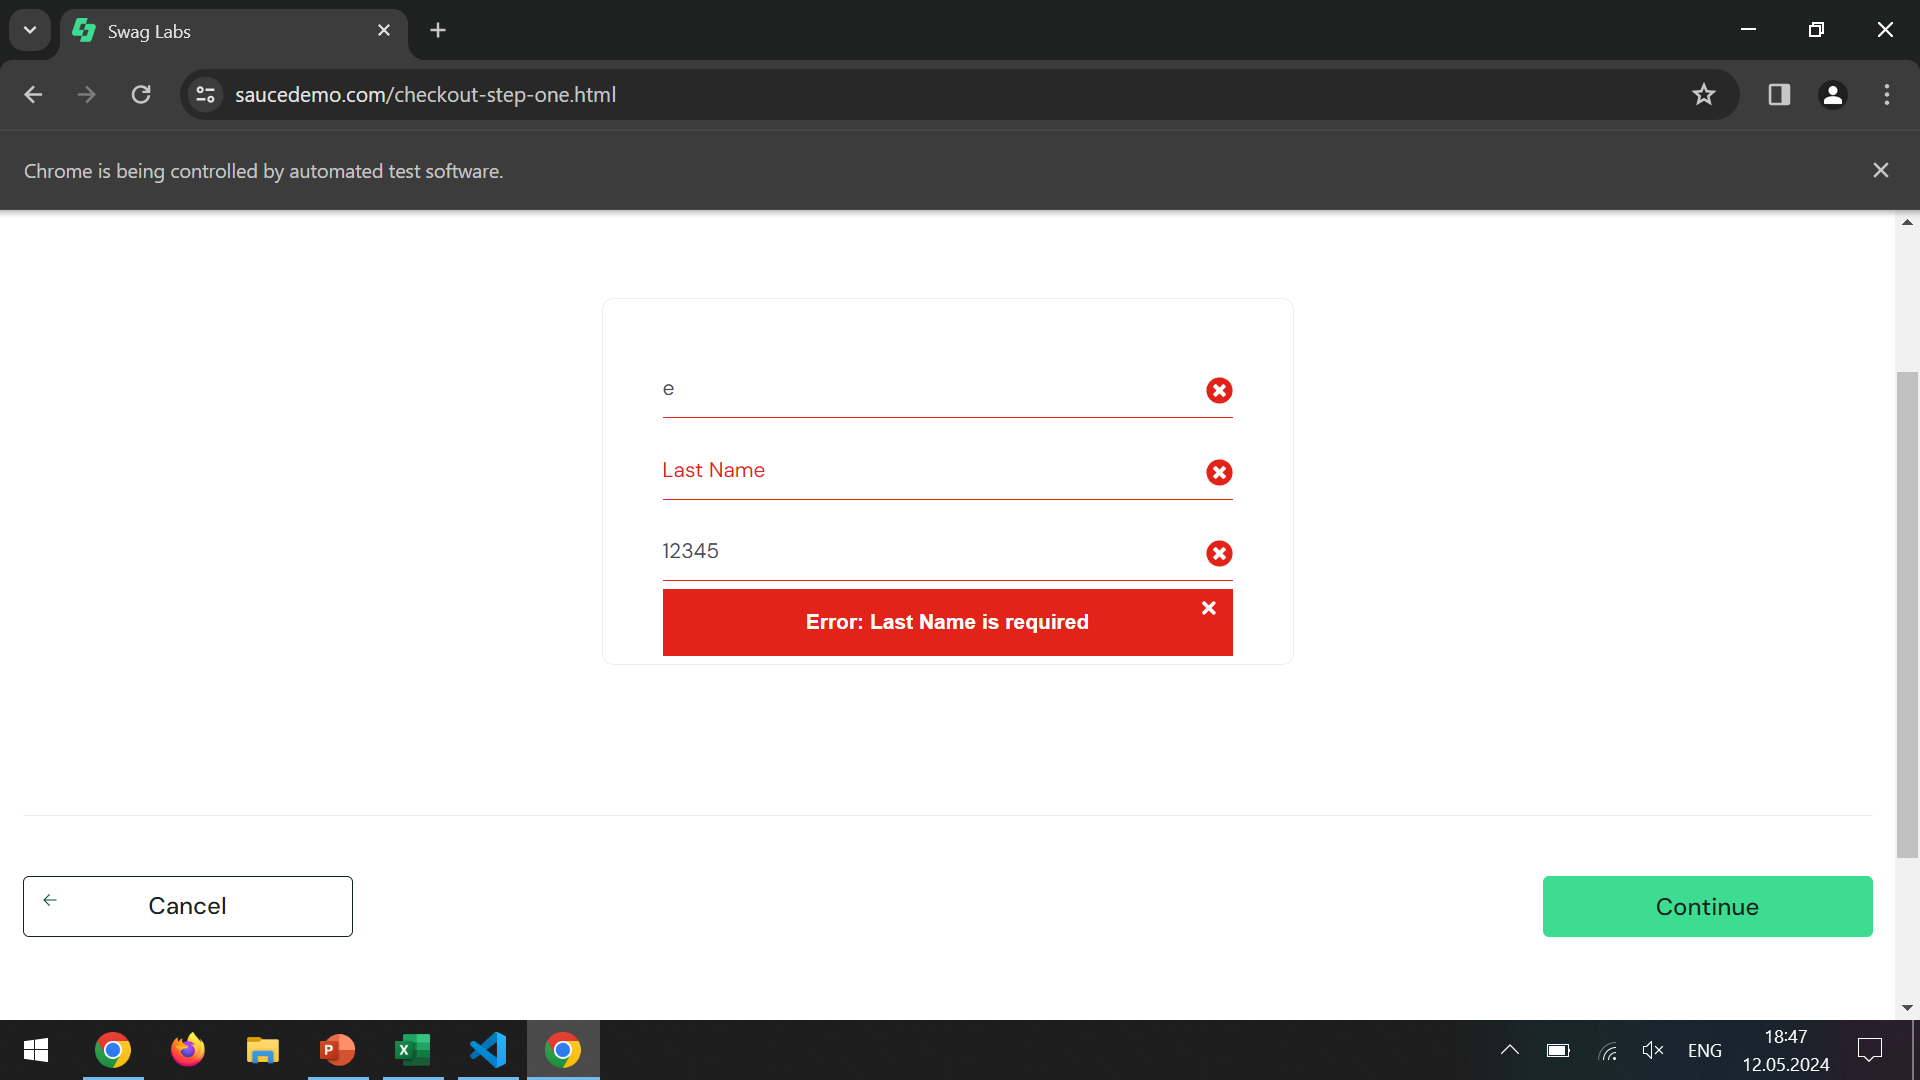 Swag Labs
saucedemo.com/checkout-step-one.html
Chrome is being controlled by automated test software.
e
Last Name
12345
Error: Last Name is required
Cancel
Continue
P
X
ENG
18:47
12.05.2024